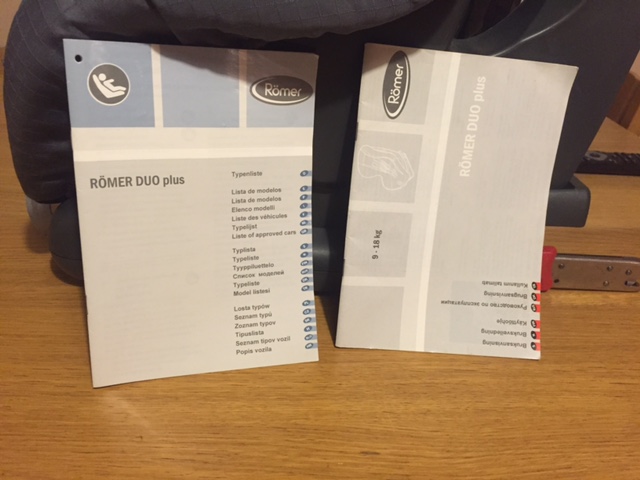 Römer
RÖMER DUO plus
Typenliste
Lista de modelos
Lista de modelos
Elenco modelli
Liste des véhicules
Typelijst
Liste of approved cars
Typlista
Typeliste
Tyyppiluettelo
Список моделей
Typeliste
Model listesi
Lista typów
Seznam typů
Zoznam typov
Típuslista
Seznam tipov vozil
Popis vozila
Römer
RÖMER DUO plus
9 - 18 kg
Bruksanvisning
Bruksveiledning
Käyttöohje
Руководство по эксплуатации
Brugsanvisning
Kullanım talimatı